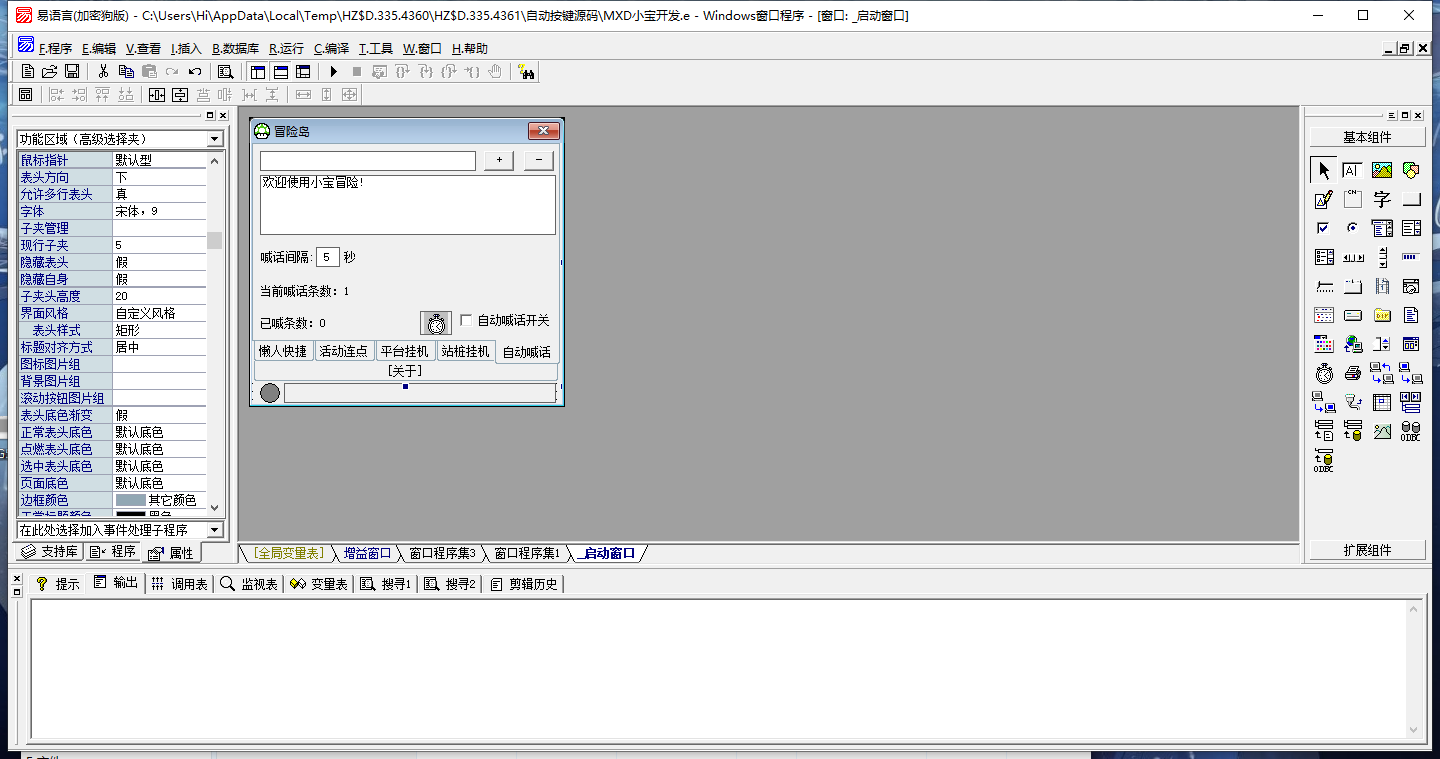 易语言(加密狗版) - C:\Users\Hi\AppData\Local\Temp\HZ$D.335.4360\HZ$D.335.4361\自动按键源码\MXD小宝开发.e - Windows窗口程序 - [窗口: _启动窗口]
F.程序 E.编辑 V.查看 I.插入 B.数据库 R.运行 C.编译 T.工具 W.窗口 H.帮助
功能区域（高级选择夹）
鼠标指针 默认型
表头方向 下
允许多行表头 真
字体 宋体，9
子夹管理
现行子夹 5
隐藏表头 假
隐藏自身 假
子夹头高度 20
界面风格 自定义风格
表头样式 矩形
标题对齐方式 居中
图标图片组
背景图片组
滚动按钮图片组
表头底色渐变 假
正常表头底色 默认底色
点燃表头底色 默认底色
选中表头底色 默认底色
页面底色 默认底色
边框颜色 其它颜色
正常标题颜色 黑色
在此处选择加入事件处理子程序
支持库 程序 属性
冒险岛
+ -
欢迎使用小宝冒险!
喊话间隔: 5 秒
当前喊话条数: 1
已喊条数: 0
自动喊话开关
懒人快捷 活动连点 平台挂机 站桩挂机 自动喊话
[关于]
[全局变量表] 增益窗口 窗口程序集3 窗口程序集1 _启动窗口
基本组件
A
CN
字
DIR
ODBC
ODBC
扩展组件
提示 输出 调用表 监视表 变量表 搜寻1 搜寻2 剪辑历史